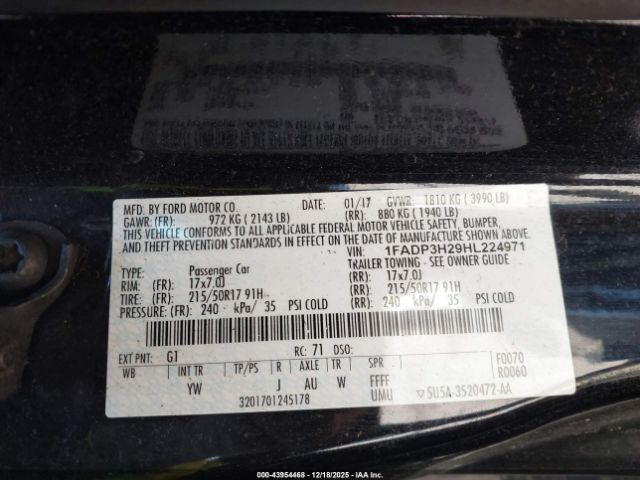 MFD. BY FORD MOTOR CO. DATE: 01/17 GVWR: 1810 KG ( 3990 LB)
GAWR: (FR): 972 KG ( 2143 LB) (RR): 880 KG ( 1940 LB)
THIS VEHICLE CONFORMS TO ALL APPLICABLE FEDERAL MOTOR VEHICLE SAFETY, BUMPER,
AND THEFT PREVENTION STANDARDS IN EFFECT ON THE DATE OF MANUFACTURE SHOWN ABOVE.
VIN: 1FADP3H29HL224971
TYPE: Passenger Car TRAILER TOWING - SEE OWNER GUIDE
RIM: (FR) 17x7.0J (RR): 17x7.0J
TIRE: (FR) 215/50R17 91H (RR): 215/50R17 91H
PRESSURE: (FR) 240 kPa/ 35 PSI COLD (RR) 240 kPa/ 35 PSI COLD
EXT PNT: G1 RC: 71 DSO: F0070
WB INT TR TP/PS R AXLE TR SPR R0060
YW J AU W FFFF
3201701245178 UMU ▽SU5A-3520472-AA
000-43954468 | 12/18/2025 | IAA